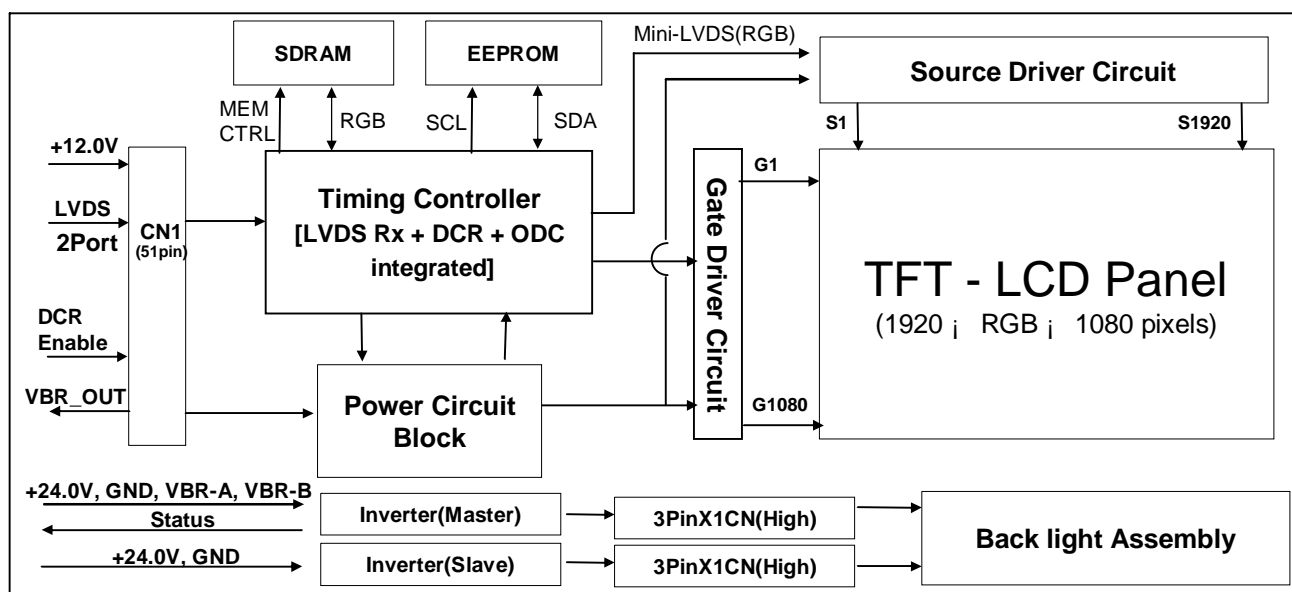 SDRAM
EEPROM
Mini-LVDS(RGB)
Source Driver Circuit
MEM
CTRL
RGB
SCL
SDA
S1
S1920
+12.0V
LVDS
2Port
CN1
(51pin)
Timing Controller
[LVDS Rx + DCR + ODC
integrated]
G1
Gate Driver Circuit
TFT - LCD Panel
(1920 ¡ RGB ¡ 1080 pixels)
DCR
Enable
VBR_OUT
Power Circuit
Block
G1080
+24.0V, GND, VBR-A, VBR-B
Status
Inverter(Master)
3PinX1CN(High)
Back light Assembly
+24.0V, GND
Inverter(Slave)
3PinX1CN(High)